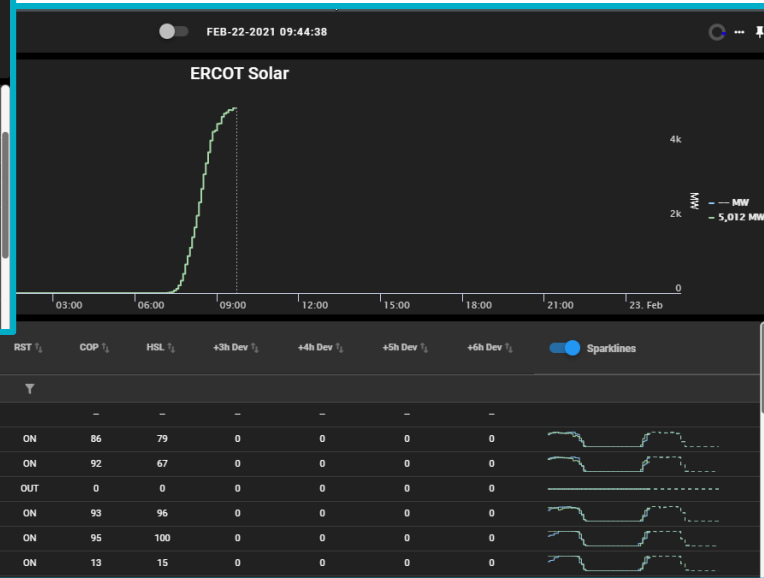 FEB-22-2021 09:44:38
ERCOT Solar
4k
2k
0
MW
– — MW
– 5,012 MW
03:00 06:00 09:00 12:00 15:00 18:00 21:00 23. Feb
RST COP HSL +3h Dev +4h Dev +5h Dev +6h Dev Sparklines
– – – – – –
ON 86 79 0 0 0 0
ON 92 67 0 0 0 0
OUT 0 0 0 0 0 0
ON 93 96 0 0 0 0
ON 95 100 0 0 0 0
ON 13 15 0 0 0 0